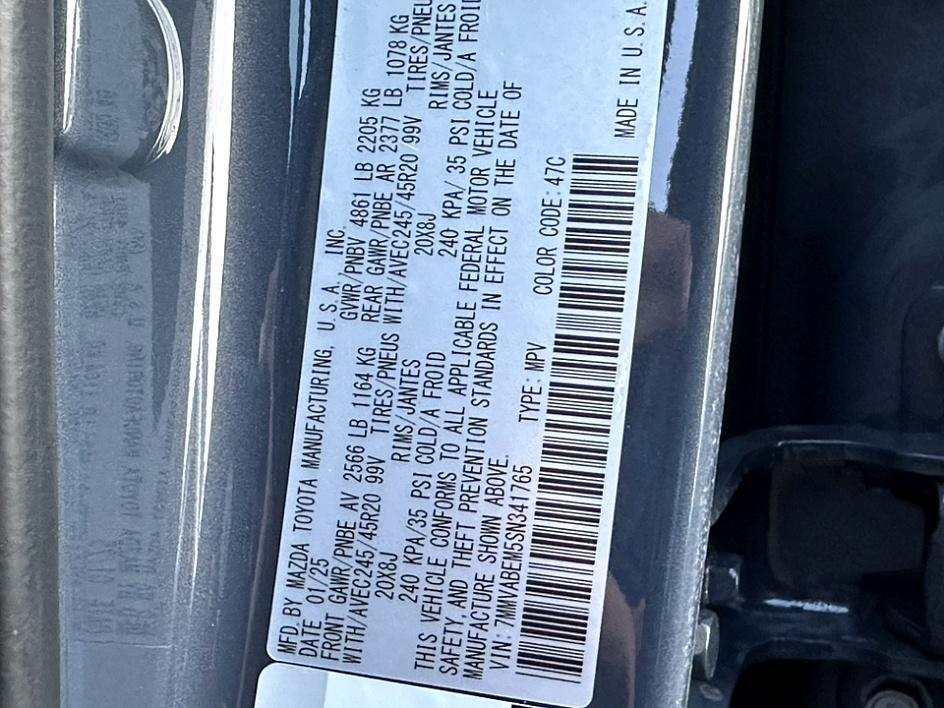 MFD. BY MAZDA TOYOTA MANUFACTURING, U.S.A., INC.
DATE 01/25 GVWR/PNBV 4861 LB 2205 KG
FRONT GAWR/PNBE AV 2566 LB 1164 KG REAR GAWR/PNBE AR 2377 LB 1078 KG
WITH/AVEC245/45R20 99V TIRES/PNEUS WITH/AVEC245/45R20 99V TIRES/PNEU
20X8J RIMS/JANTES 20X8J RIMS/JANTES
240 KPA/35 PSI COLD/A FROID 240 KPA/ 35 PSI COLD/A FROID
THIS VEHICLE CONFORMS TO ALL APPLICABLE FEDERAL MOTOR VEHICLE
SAFETY, AND THEFT PREVENTION STANDARDS IN EFFECT ON THE DATE OF
MANUFACTURE SHOWN ABOVE.
VIN: 7MMVABEM5SN341765 TYPE: MPV COLOR CODE: 47C
MADE IN U.S.A.